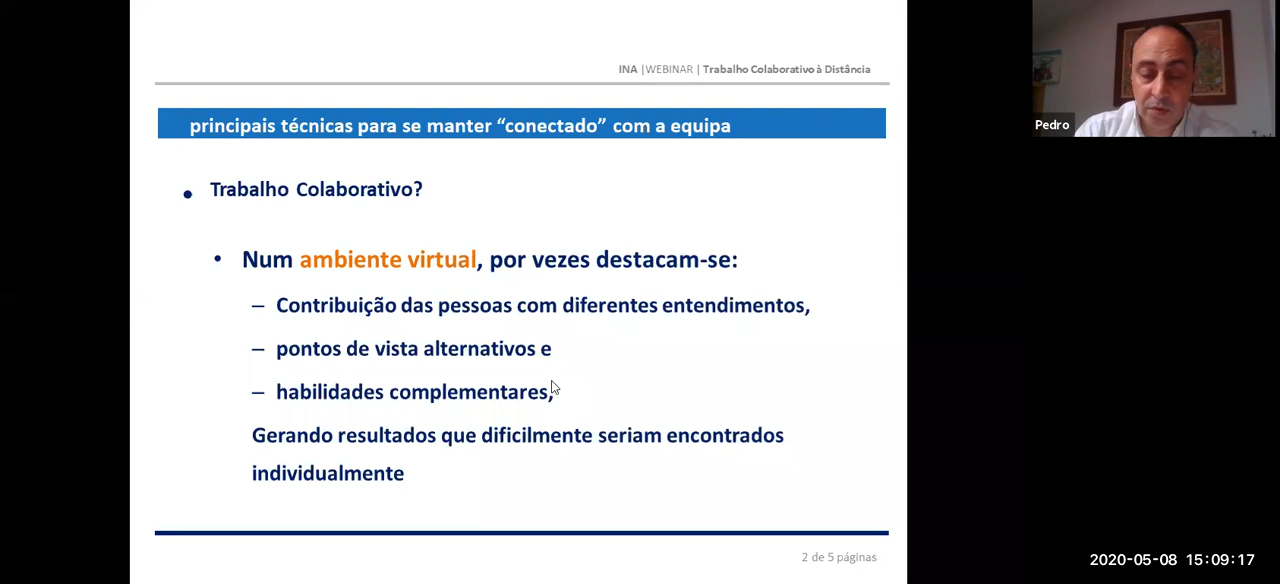 INA |WEBINAR | Trabalho Colaborativo à Distância
principais técnicas para se manter “conectado” com a equipa
• Trabalho Colaborativo?
• Num ambiente virtual, por vezes destacam-se:
– Contribuição das pessoas com diferentes entendimentos,
– pontos de vista alternativos e
– habilidades complementares,
Gerando resultados que dificilmente seriam encontrados
individualmente
2 de 5 páginas
Pedro
2020-05-08 15:09:17